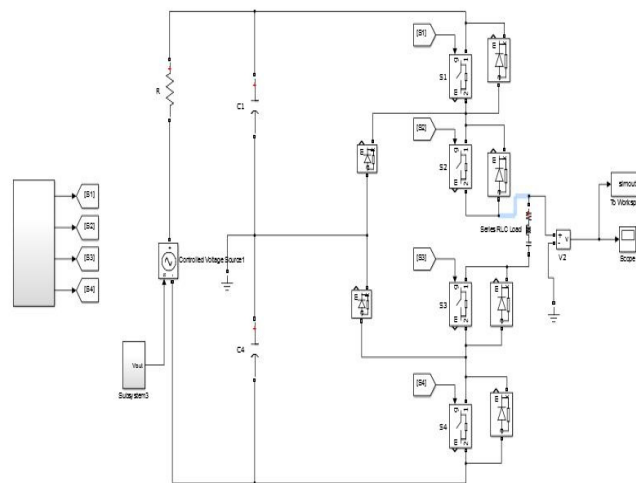 [S1]
S1
R
C1
[S2]
S2
simout
To Worksp
[S1]
[S2]
[S3]
[S4]
Series RLC Load
V2
Scope
Controlled Voltage Source1
[S3]
S3
C4
Vout
Subsystem3
[S4]
S4